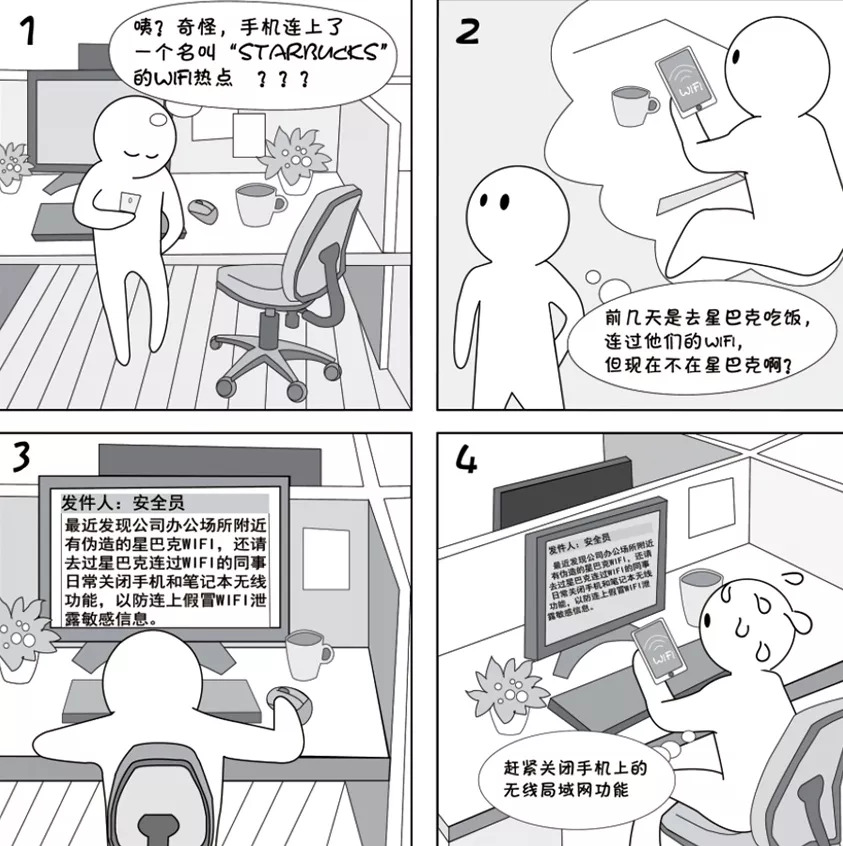 1
咦?奇怪,手机连上了
一个名叫“STARBUCKS”
的WIFI热点 ???
2
WIFI
前几天是去星巴克吃饭,
连过他们的WIFI,
但现在不在星巴克啊?
3
发件人:安全员
最近发现公司办公场所附近
有伪造的星巴克WIFI,还请
去过星巴克连过WIFI的同事
日常关闭手机和笔记本无线
功能,以防连上假冒WIFI泄
露敏感信息。
4
发件人:安全员
最近发现公司办公场所附近
有伪造的星巴克WIFI,还请
去过星巴克连过WIFI的同事
日常关闭手机和笔记本无线
功能,以防连上假冒WIFI泄
露敏感信息。
WIFI
赶紧关闭手机上的
无线局域网功能